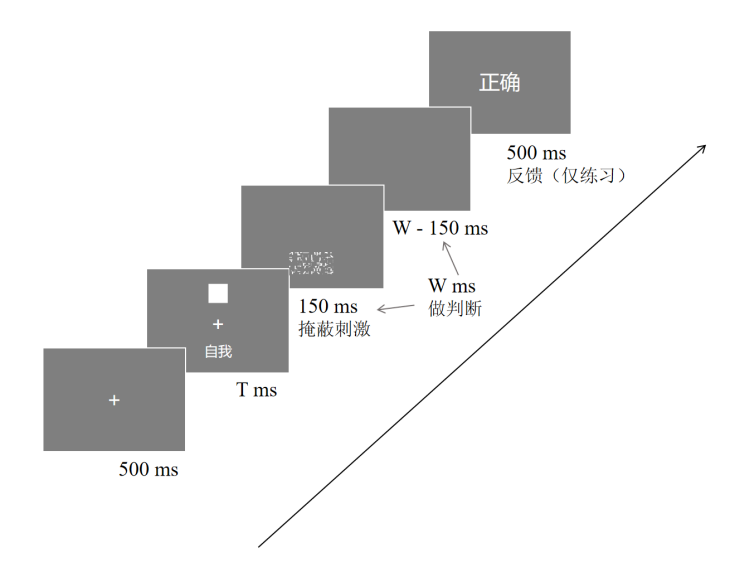 正确
500 ms
反馈（仅练习）
W - 150 ms
W ms
做判断
150 ms
掩蔽刺激
自我
T ms
500 ms